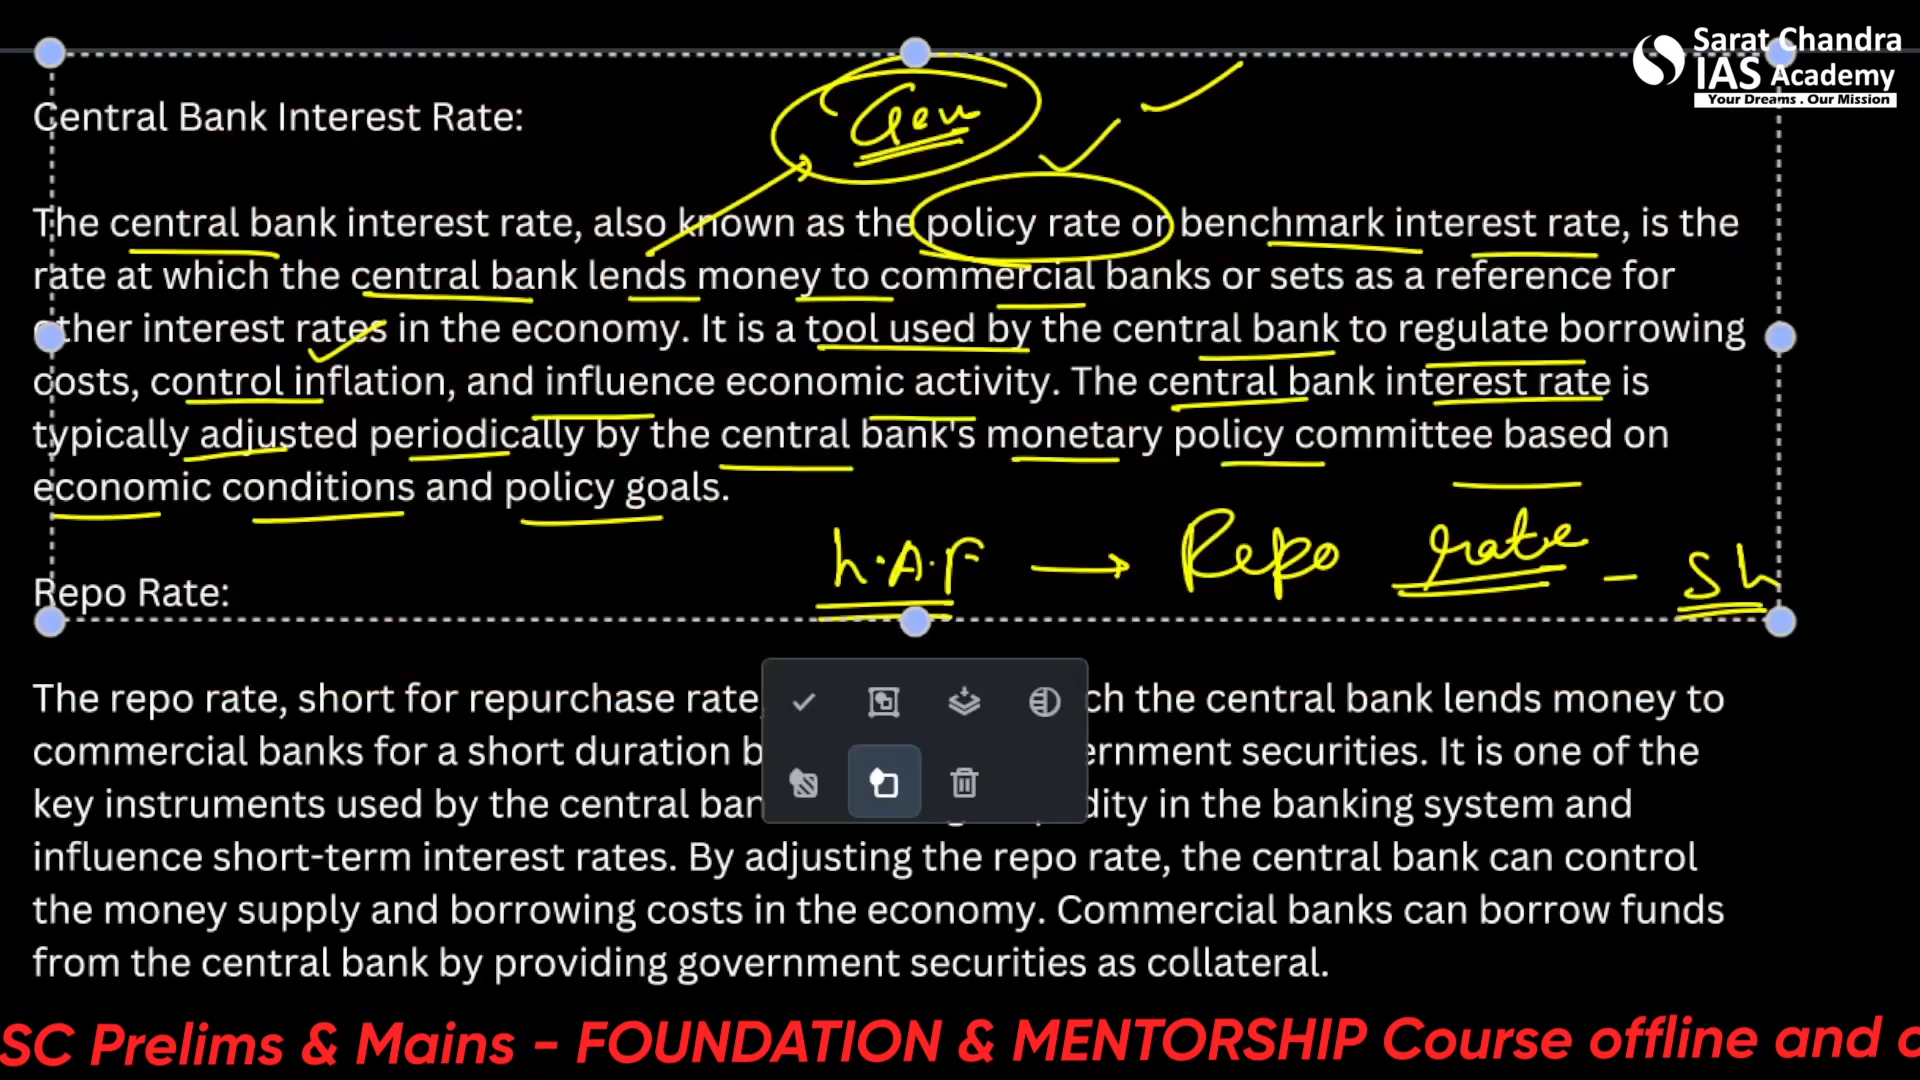 Sarat Chandra
IAS Academy
Your Dreams . Our Mission
Central Bank Interest Rate:
Gen
The central bank interest rate, also known as the policy rate or benchmark interest rate, is the
rate at which the central bank lends money to commercial banks or sets as a reference for
other interest rates in the economy. It is a tool used by the central bank to regulate borrowing
costs, control inflation, and influence economic activity. The central bank interest rate is
typically adjusted periodically by the central bank's monetary policy committee based on
economic conditions and policy goals.
L.A.F → Repo rate - Sh
Repo Rate:
The repo rate, short for repurchase rate, ch the central bank lends money to
commercial banks for a short duration b ernment securities. It is one of the
key instruments used by the central ban dity in the banking system and
influence short-term interest rates. By adjusting the repo rate, the central bank can control
the money supply and borrowing costs in the economy. Commercial banks can borrow funds
from the central bank by providing government securities as collateral.
SC Prelims & Mains - FOUNDATION & MENTORSHIP Course offline and